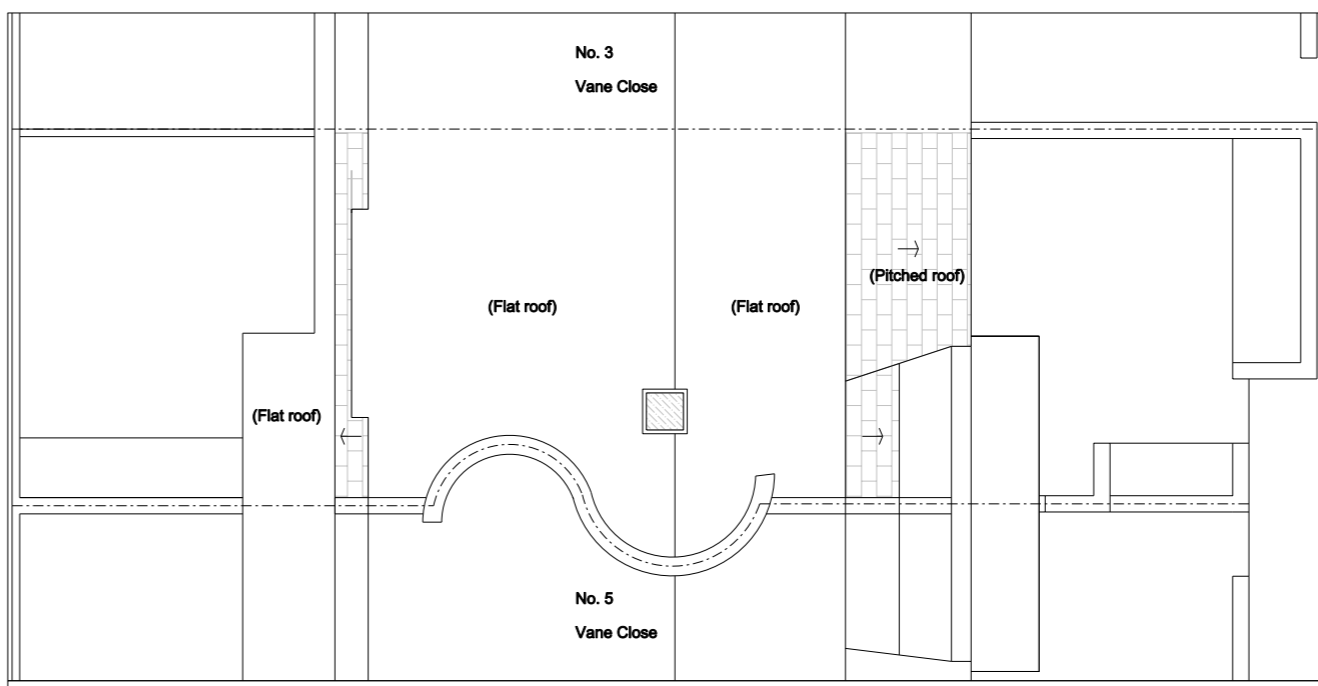 No. 3
Vane Close
(Pitched roof)
(Flat roof)
(Flat roof)
(Flat roof)
No. 5
Vane Close